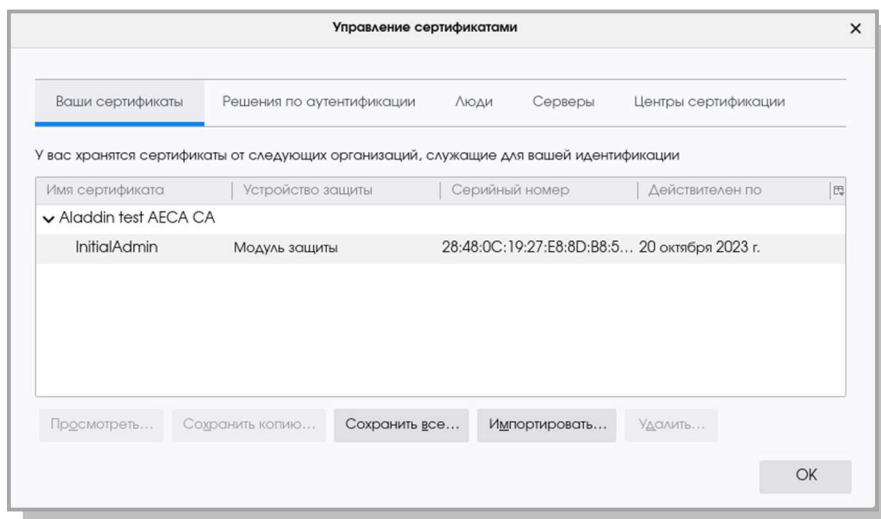 Управление сертификатами
Ваши сертификаты Решения по аутентификации Люди Серверы Центры сертификации
У вас хранятся сертификаты от следующих организаций, служащие для вашей идентификации
Имя сертификата Устройство защиты Серийный номер Действителен по
Aladdin test AECA CA
InitialAdmin Модуль защиты 28:48:0C:19:27:E8:8D:B8:5... 20 октября 2023 г.
Просмотреть... Сохранить копию... Сохранить все... Импортировать... Удалить...
ОК